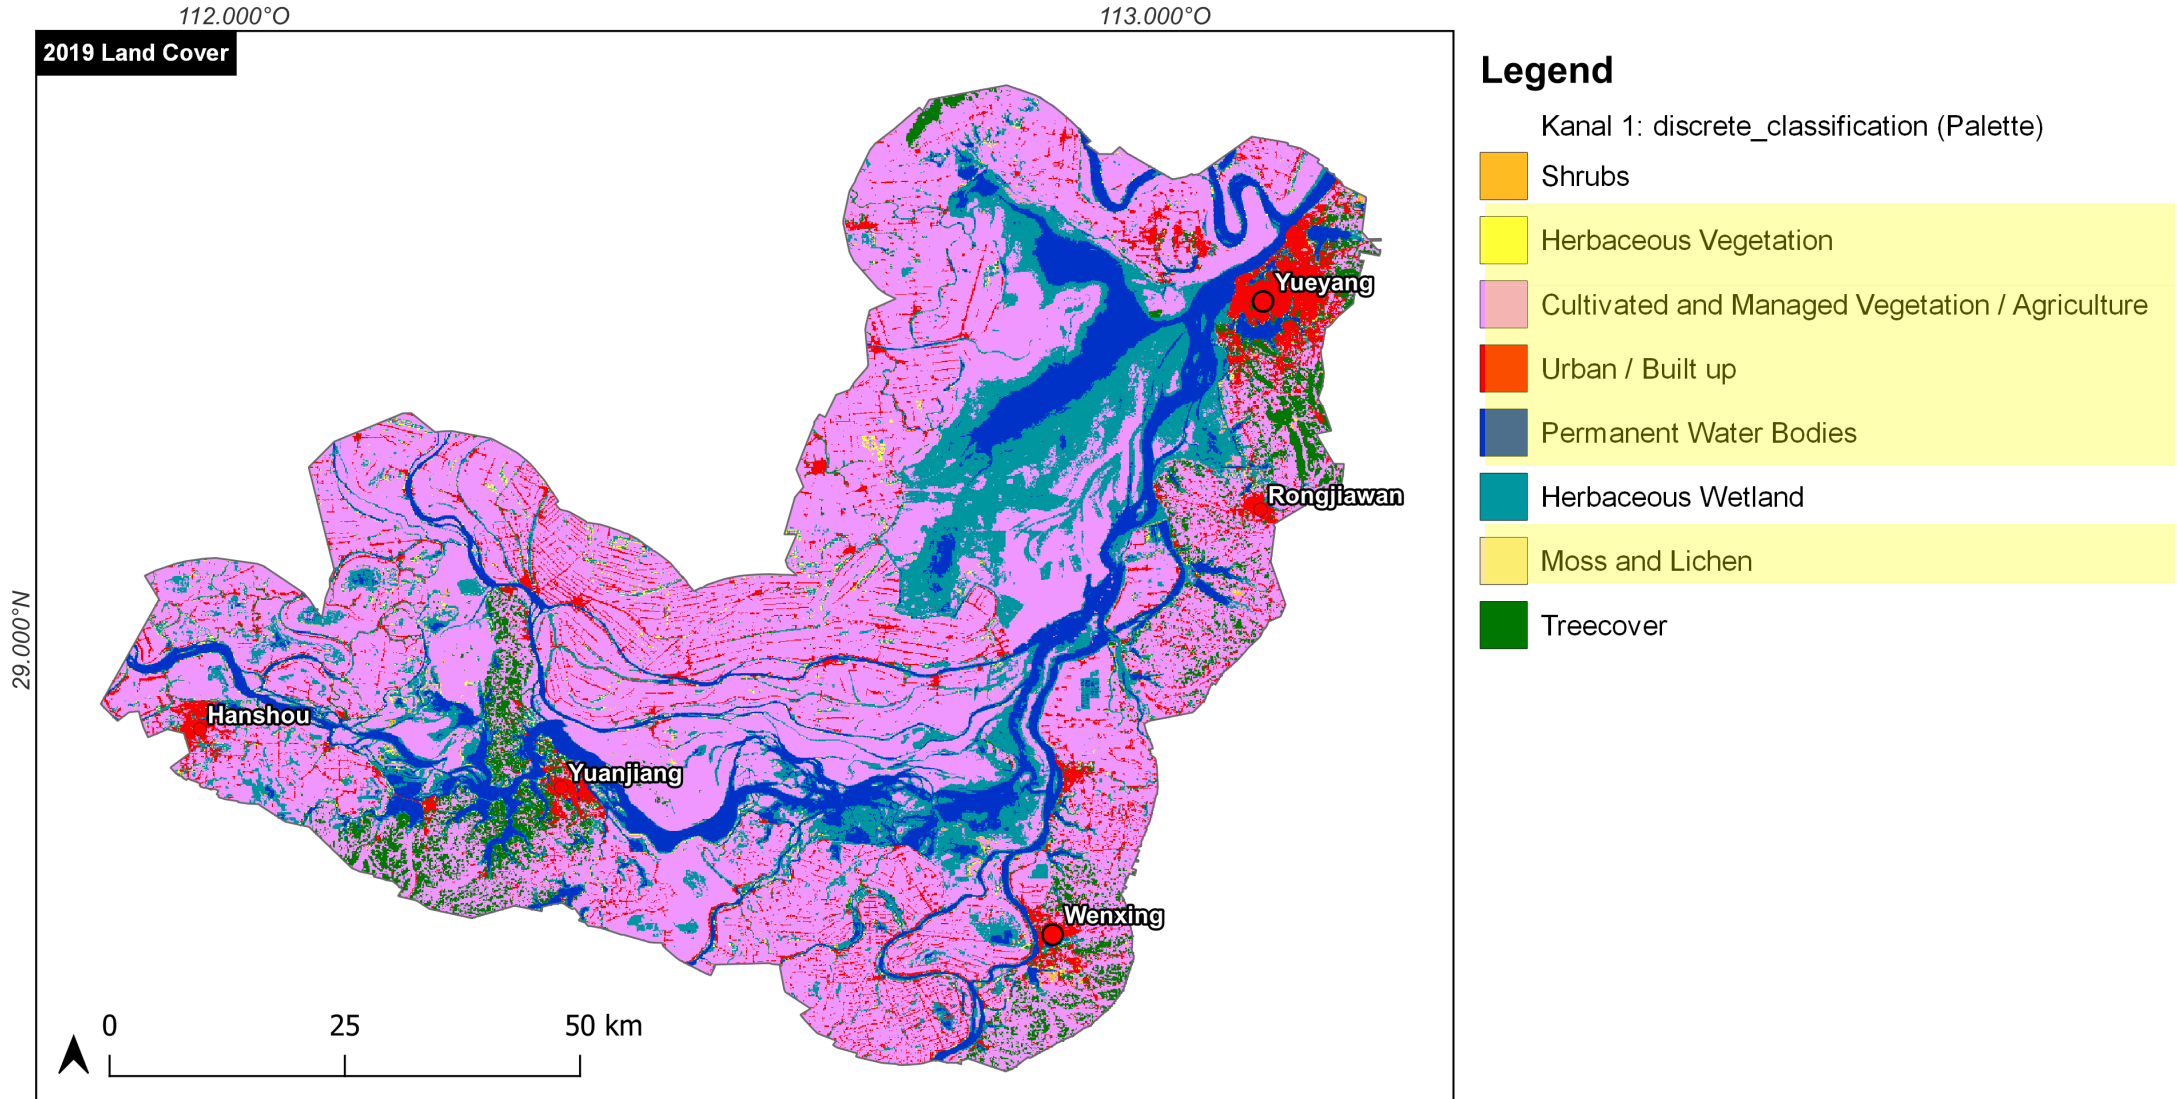 112.000°O
113.000°O
2019 Land Cover
Legend
Kanal 1: discrete_classification (Palette)
Shrubs
Herbaceous Vegetation
Cultivated and Managed Vegetation / Agriculture
Urban / Built up
Permanent Water Bodies
Herbaceous Wetland
Moss and Lichen
Treecover
Yueyang
Rongjiawan
29.000°N
Hanshou
Yuanjiang
Wenxing
0
25
50 km